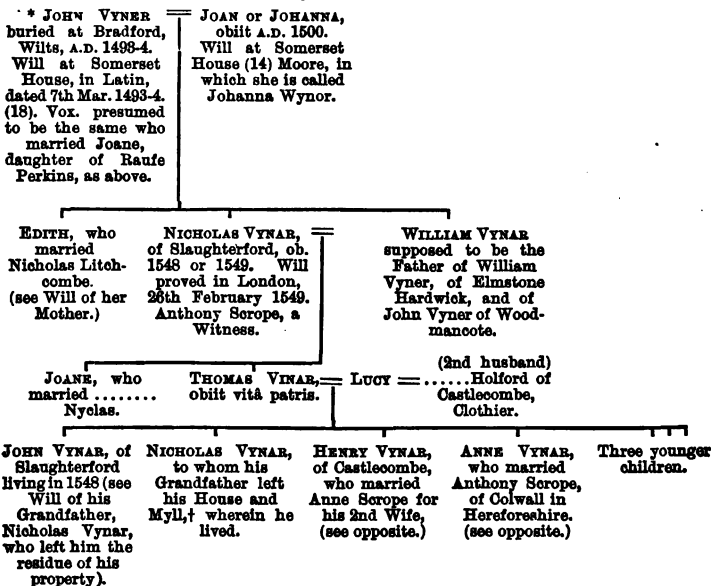 * JOHN VYNER
buried at Bradford,
Wilts, A.D. 1493-4.
Will at Somerset
House, in Latin,
dated 7th Mar. 1493-4.
(18). Vox. presumed
to be the same who
married Joane,
daughter of Raufe
Perkins, as above.
JOAN OR JOHANNA,
obiit A.D. 1500.
Will at Somerset
House (14) Moore, in
which she is called
Johanna Wynor.
EDITH, who
married
Nicholas Litch-
combe.
(see Will of her
Mother.)
NICHOLAS VYNAR,
of Slaughterford, ob.
1548 or 1549. Will
proved in London,
26th February 1549.
Anthony Scrope, a
Witness.
WILLIAM VYNAR
supposed to be the
Father of William
Vyner, of Elmstone
Hardwick, and of
John Vyner of Wood-
mancote.
JOANE, who
married ........
Nyclas.
THOMAS VINAR,
obiit vitâ patris.
LUCY
(2nd husband)
......Holford of
Castlecombe,
Clothier.
JOHN VYNAR, of
Slaughterford
living in 1548 (see
Will of his
Grandfather,
Nicholas Vynar,
who left him the
residue of his
property).
NICHOLAS VYNAR,
to whom his
Grandfather left
his House and
Myll,† wherein he
lived.
HENRY VYNAR,
of Castlecombe,
who married
Anne Scrope for
his 2nd Wife,
(see opposite.)
ANNE VYNAR,
who married
Anthony Scrope,
of Colwall in
Herefordshire.
(see opposite.)
Three younger
children.